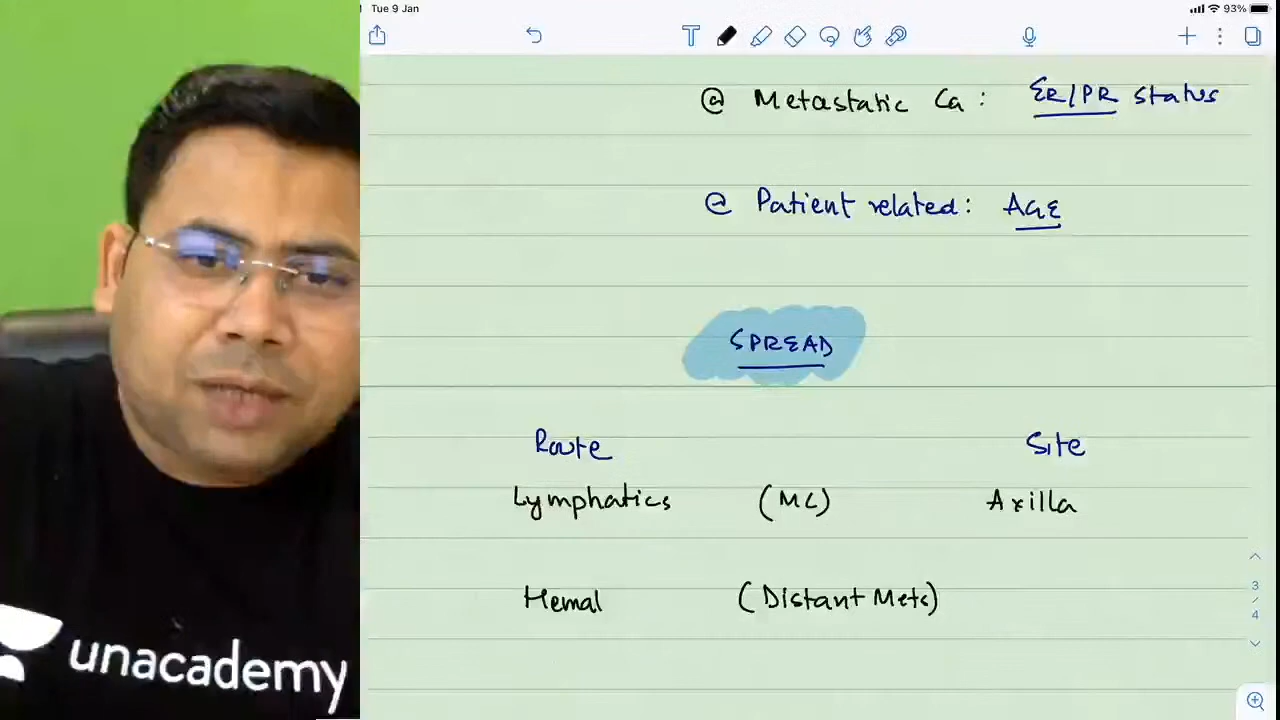 Tue 9 Jan
93%
@ Metastatic Ca : ER/PR status
@ Patient related : AGE
SPREAD
Route Site
Lymphatics (MC) Axilla
Hemal (Distant Mets)
3
4
unacademy